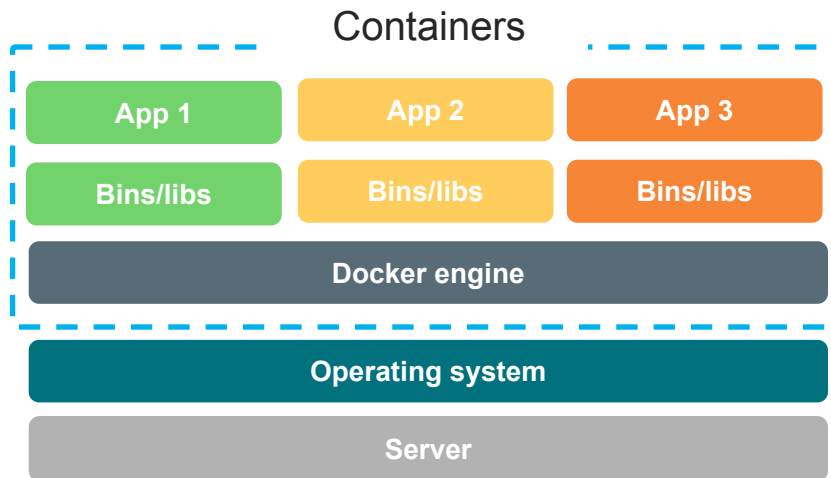 Containers
App 1
App 2
App 3
Bins/libs
Bins/libs
Bins/libs
Docker engine
Operating system
Server